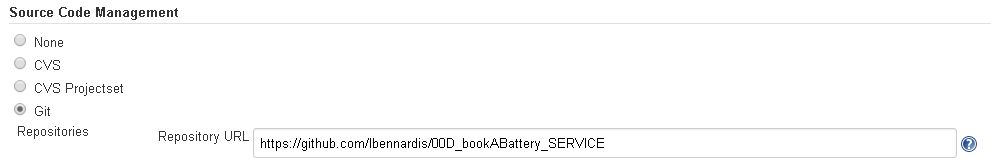 Source Code Management
None
CVS
CVS Projectset
Git
Repositories
Repository URL https://github.com/lbennardis/00D_bookABattery_SERVICE